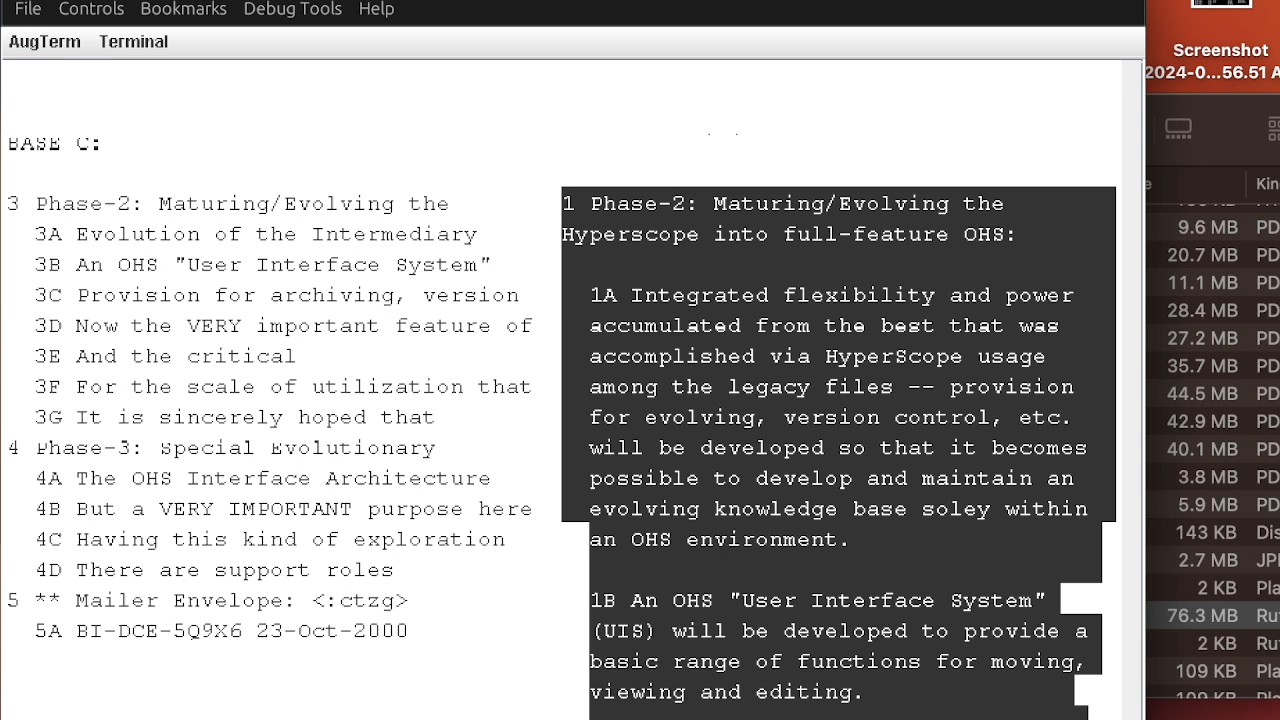 File Controls Bookmarks Debug Tools Help
AugTerm Terminal
BASE C:
3 Phase-2: Maturing/Evolving the
3A Evolution of the Intermediary
3B An OHS "User Interface System"
3C Provision for archiving, version
3D Now the VERY important feature of
3E And the critical
3F For the scale of utilization that
3G It is sincerely hoped that
4 Phase-3: Special Evolutionary
4A The OHS Interface Architecture
4B But a VERY IMPORTANT purpose here
4C Having this kind of exploration
4D There are support roles
5 ** Mailer Envelope: <:ctzg>
5A BI-DCE-5Q9X6 23-Oct-2000
1 Phase-2: Maturing/Evolving the
Hyperscope into full-feature OHS:
1A Integrated flexibility and power
accumulated from the best that was
accomplished via HyperScope usage
among the legacy files -- provision
for evolving, version control, etc.
will be developed so that it becomes
possible to develop and maintain an
evolving knowledge base soley within
an OHS environment.
1B An OHS "User Interface System"
(UIS) will be developed to provide a
basic range of functions for moving,
viewing and editing.
Screenshot
2024-0...56.51 A
Kin
9.6 MB PD
20.7 MB PD
11.1 MB PD
28.4 MB PD
27.2 MB PD
35.7 MB PD
44.5 MB PD
42.9 MB PD
40.1 MB PD
3.8 MB PD
5.9 MB PD
143 KB Dis
2.7 MB JP
2 KB Pla
76.3 MB Ru
2 KB Ru
109 KB Pla
109 KB Pla